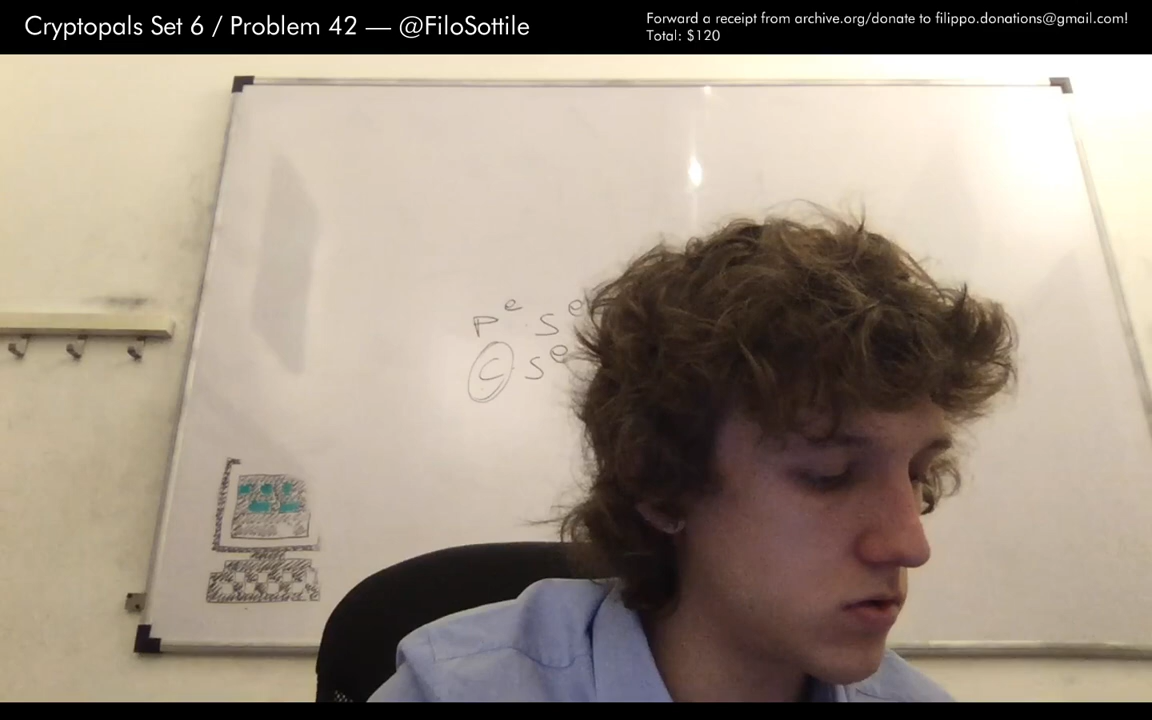 Cryptopals Set 6 / Problem 42 — @FiloSottile
Forward a receipt from archive.org/donate to filippo.donations@gmail.com!
Total: $120
P^e S^e
C S^e